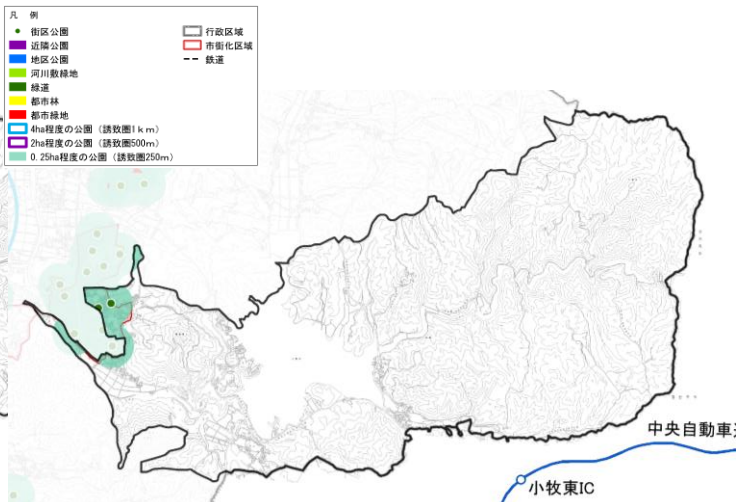 凡 例
街区公園
近隣公園
地区公園
河川敷緑地
緑道
都市林
都市緑地
4ha程度の公園（誘致圏1ｋｍ）
2ha程度の公園（誘致圏500m）
0.25ha程度の公園（誘致圏250m）
行政区域
市街化区域
鉄道
中央自動車
小牧東IC